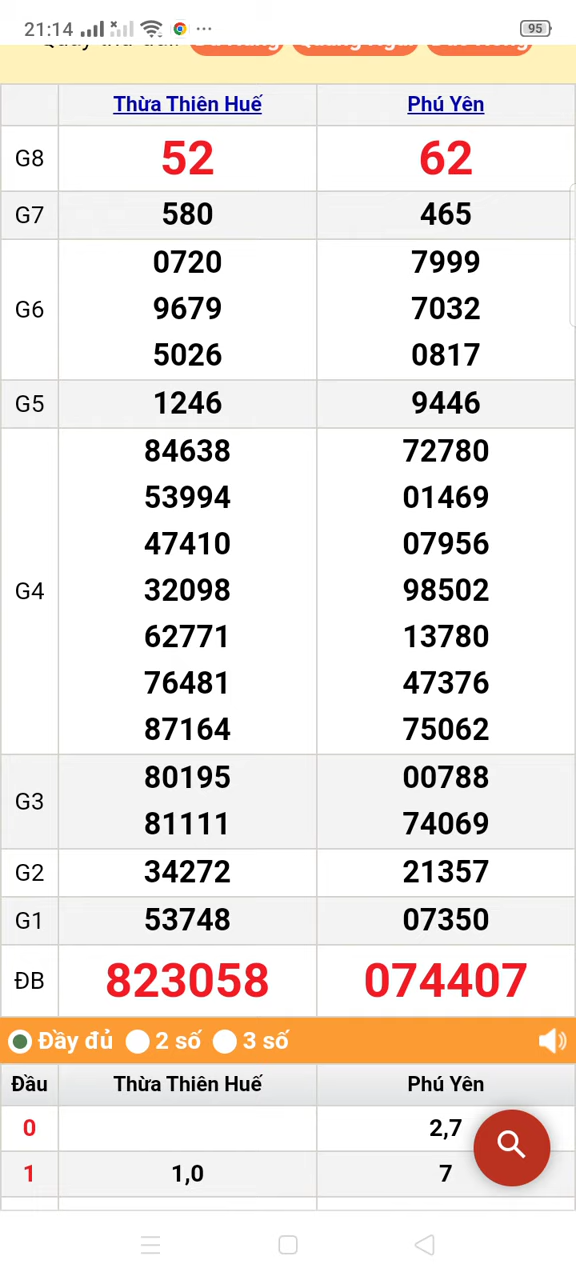 21:14 95
Thừa Thiên Huế Phú Yên
G8 52 62
G7 580 465
0720 7999
G6 9679 7032
5026 0817
G5 1246 9446
84638 72780
53994 01469
47410 07956
G4 32098 98502
62771 13780
76481 47376
87164 75062
80195 00788
G3
81111 74069
G2 34272 21357
G1 53748 07350
ĐB 823058 074407
Đầy đủ 2 số 3 số
Đầu Thừa Thiên Huế Phú Yên
0 2,7
1 1,0 7